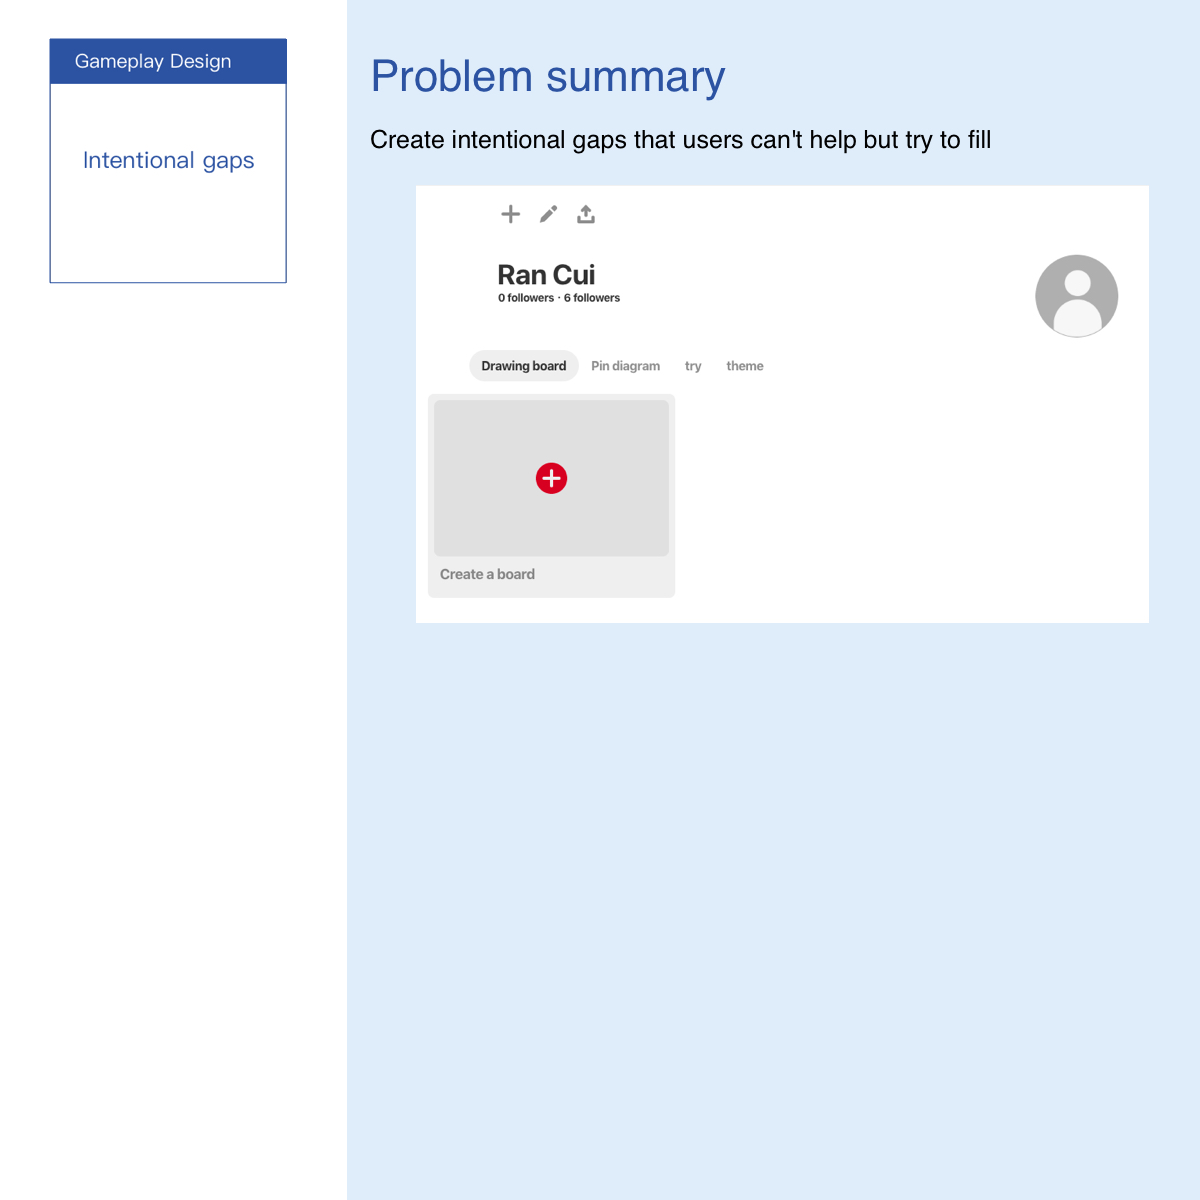 Gameplay Design
Intentional gaps
Problem summary
Create intentional gaps that users can't help but try to fill
Ran Cui
0 followers · 6 followers
Drawing board Pin diagram try theme
Create a board